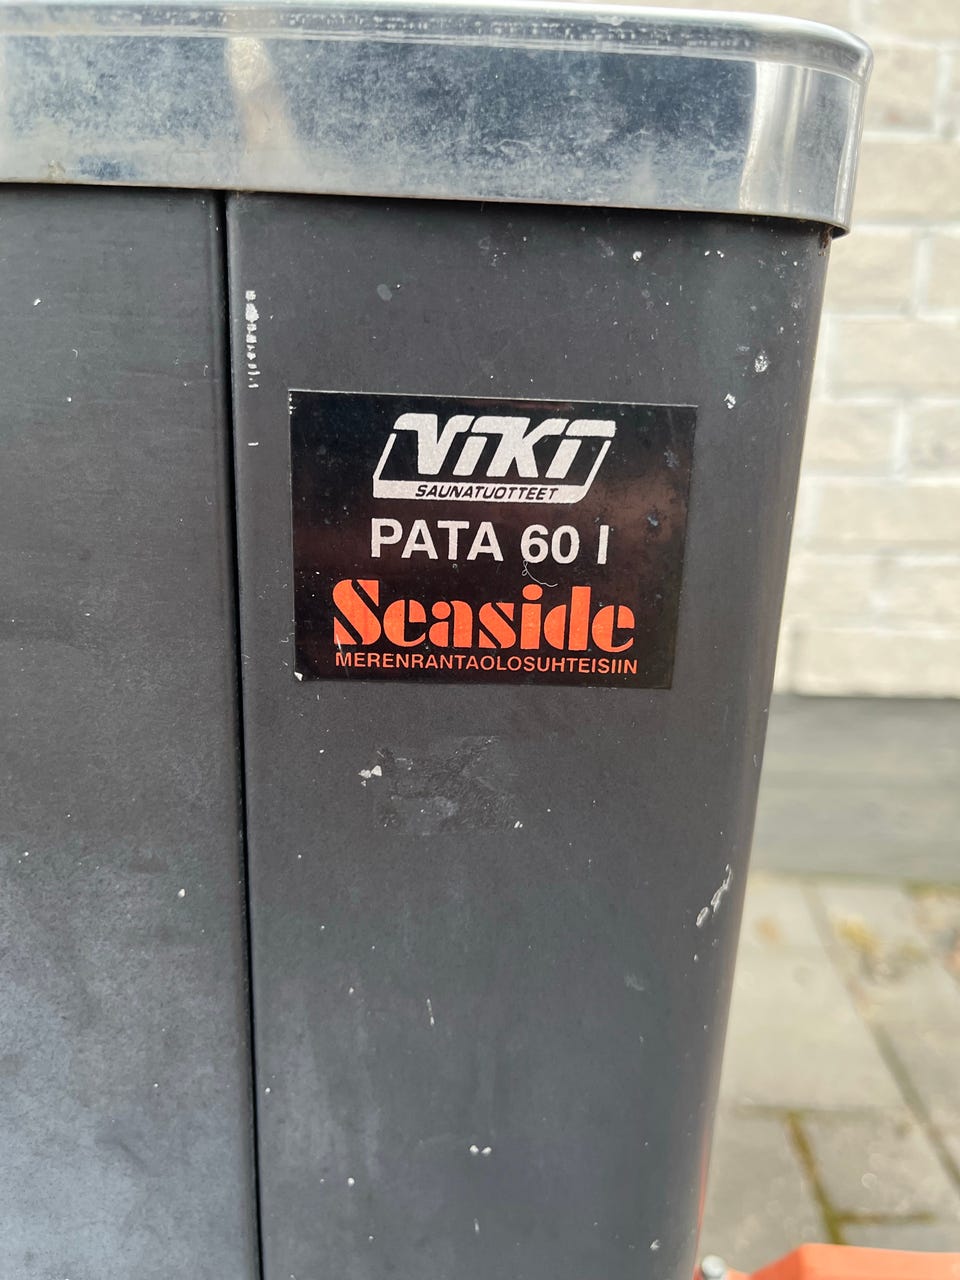 ViKi
SAUNATUOTTEET
PATA 60 l
Seaside
MERENRANTAOLOSUHTEISIIN